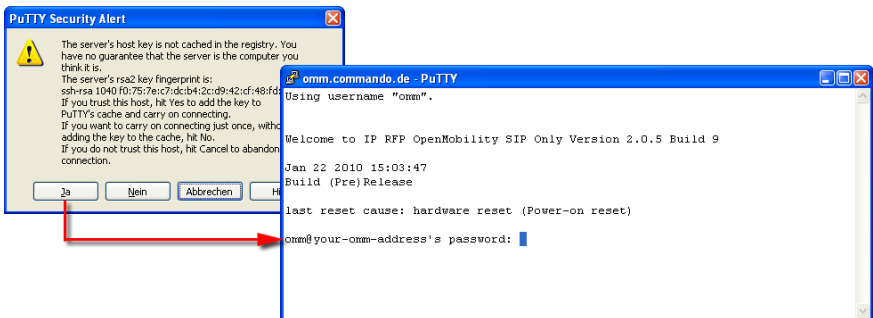 PuTTY Security Alert
The server's host key is not cached in the registry. You
have no guarantee that the server is the computer you
think it is.
The server's rsa2 key fingerprint is:
ssh-rsa 1040 f0:75:7e:c7:dc:b4:2c:d9:42:cf:48:fd:
If you trust this host, hit Yes to add the key to
PuTTY's cache and carry on connecting.
If you want to carry on connecting just once, witho
adding the key to the cache, hit No.
If you do not trust this host, hit Cancel to abandon
connection.
Ja Nein Abbrechen Hi
omm.commando.de - PuTTY
Using username "omm".
Welcome to IP RFP OpenMobility SIP Only Version 2.0.5 Build 9
Jan 22 2010 15:03:47
Build (Pre)Release
last reset cause: hardware reset (Power-on reset)
omm@your-omm-address's password: